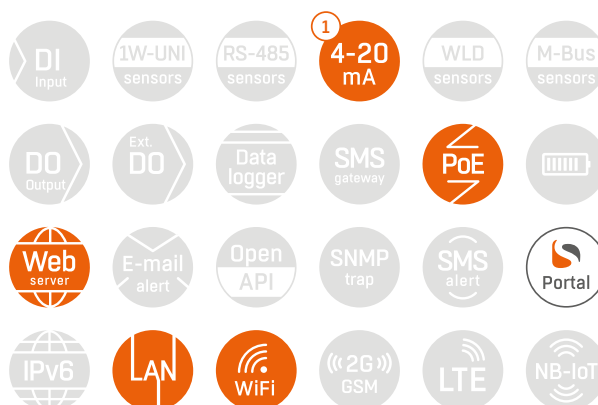 1
DI
Input
1W-UNI
sensors
RS-485
sensors
4-20
mA
WLD
sensors
M-Bus
sensors
DO
Output
Ext.
DO
Data
logger
SMS
gateway
PoE
Web
server
E-mail
alert
Open
API
SNMP
trap
SMS
alert
Portal
IPv6
LAN
WiFi
2G
GSM
LTE
NB-IoT